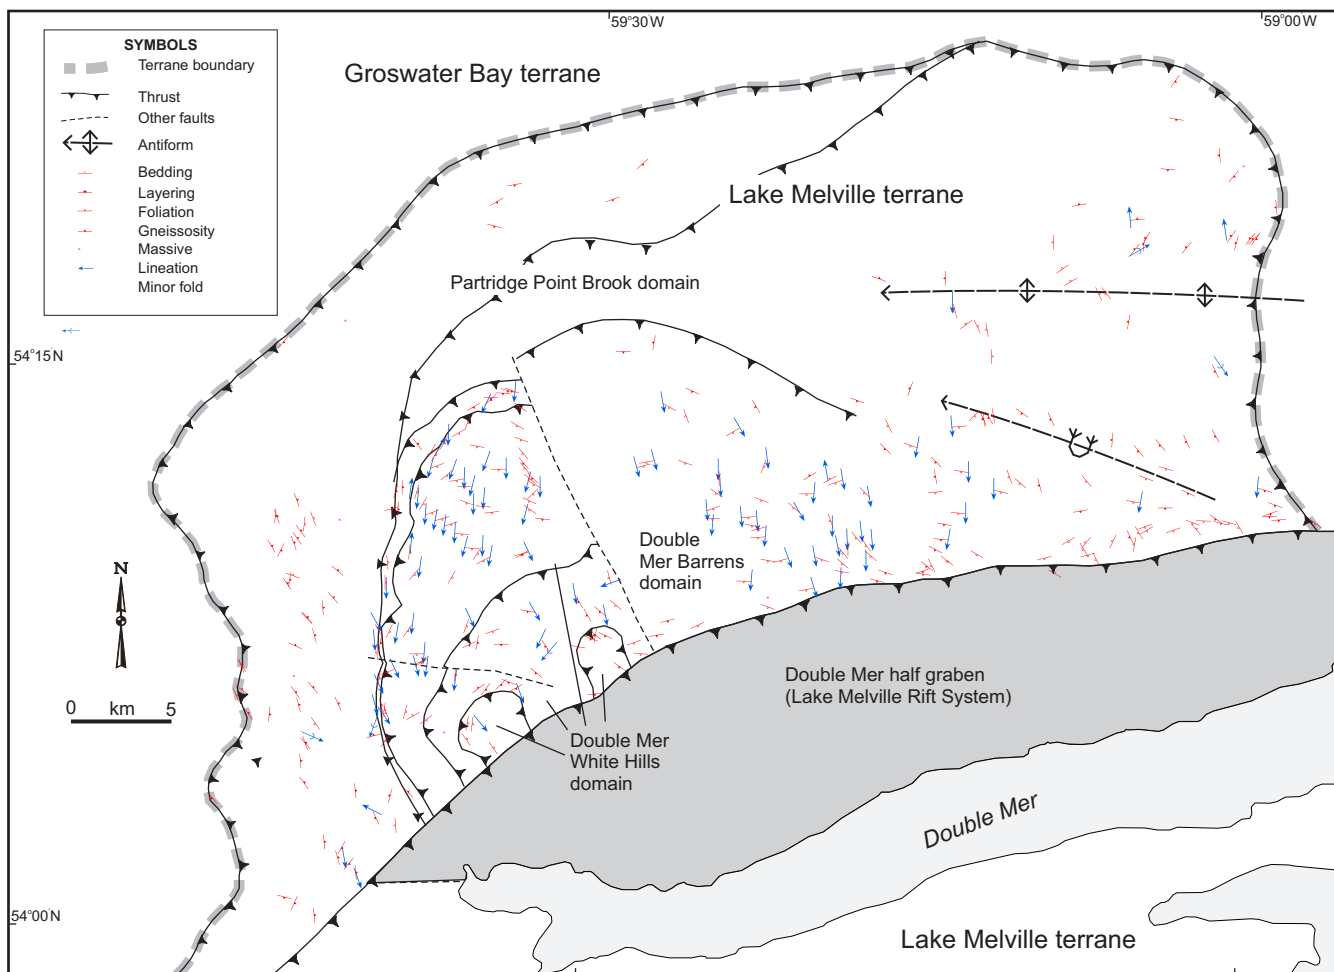 59°30'W
59°00'W
SYMBOLS
Terrane boundary
Thrust
Other faults
Antiform
Bedding
Layering
Foliation
Gneissosity
Massive
Lineation
Minor fold
Groswater Bay terrane
Lake Melville terrane
Partridge Point Brook domain
54°15'N
Double
Mer Barrens
domain
N
0 km 5
Double Mer half graben
(Lake Melville Rift System)
Double Mer
White Hills
domain
Double Mer
54°00'N
Lake Melville terrane